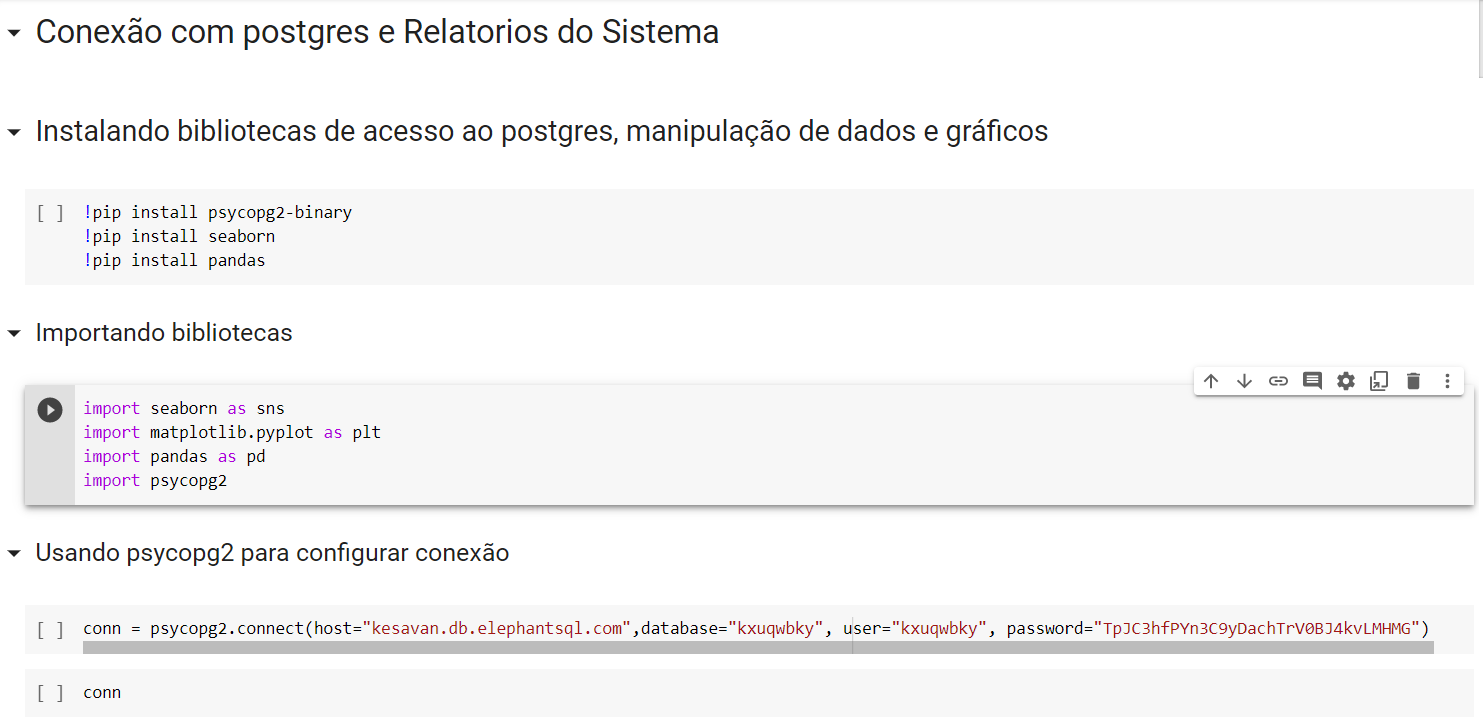 Conexão com postgres e Relatorios do Sistema
Instalando bibliotecas de acesso ao postgres, manipulação de dados e gráficos
[ ] !pip install psycopg2-binary
!pip install seaborn
!pip install pandas
Importando bibliotecas
import seaborn as sns
import matplotlib.pyplot as plt
import pandas as pd
import psycopg2
Usando psycopg2 para configurar conexão
[ ] conn = psycopg2.connect(host="kesavan.db.elephantsql.com",database="kxuqwbky", user="kxuqwbky", password="TpJC3hfPYn3C9yDachTrV0BJ4kvLMHMG")
[ ] conn